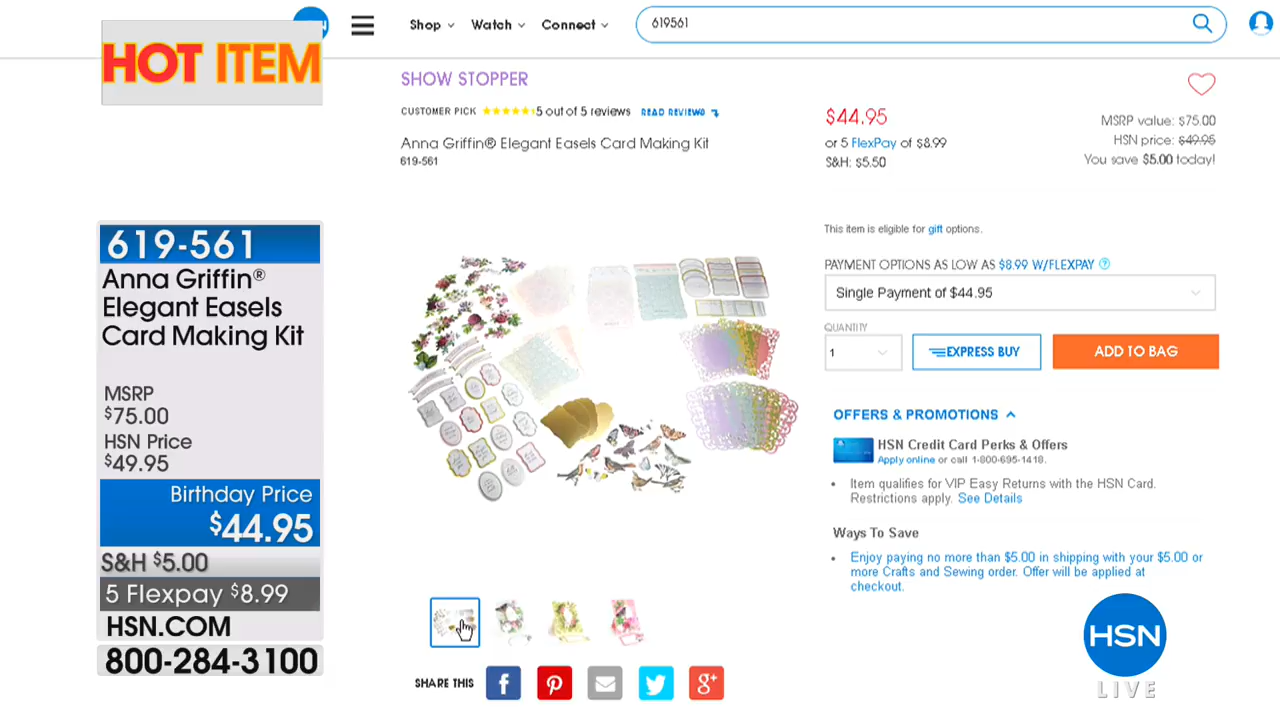 HOT ITEM
Shop
Watch
Connect
619561
SHOW STOPPER
CUSTOMER PICK
5 out of 5 reviews
READ REVIEWS
Anna Griffin® Elegant Easels Card Making Kit
619-561
$44.95
or 5 FlexPay of $8.99
S&H: $5.50
MSRP value: $75.00
HSN price: $49.95
You save $5.00 today!
This item is eligible for gift options.
PAYMENT OPTIONS AS LOW AS $8.99 W/FLEXPAY ?
Single Payment of $44.95
QUANTITY
1
EXPRESS BUY
ADD TO BAG
OFFERS & PROMOTIONS
HSN Credit Card Perks & Offers
Apply online or call 1-800-695-1418.
• Item qualifies for VIP Easy Returns with the HSN Card.
Restrictions apply. See Details
Ways To Save
• Enjoy paying no more than $5.00 in shipping with your $5.00 or
more Crafts and Sewing order. Offer will be applied at
checkout.
619-561
Anna Griffin®
Elegant Easels
Card Making Kit
MSRP
$75.00
HSN Price
$49.95
Birthday Price
$44.95
S&H $5.00
5 Flexpay $8.99
HSN.COM
800-284-3100
SHARE THIS
HSN
LIVE